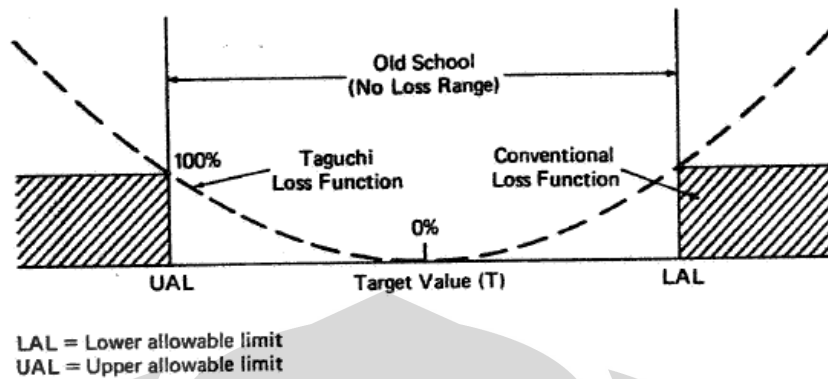 Old School
(No Loss Range)
100%
Taguchi
Loss Function
Conventional
Loss Function
0%
UAL
Target Value (T)
LAL
LAL = Lower allowable limit
UAL = Upper allowable limit